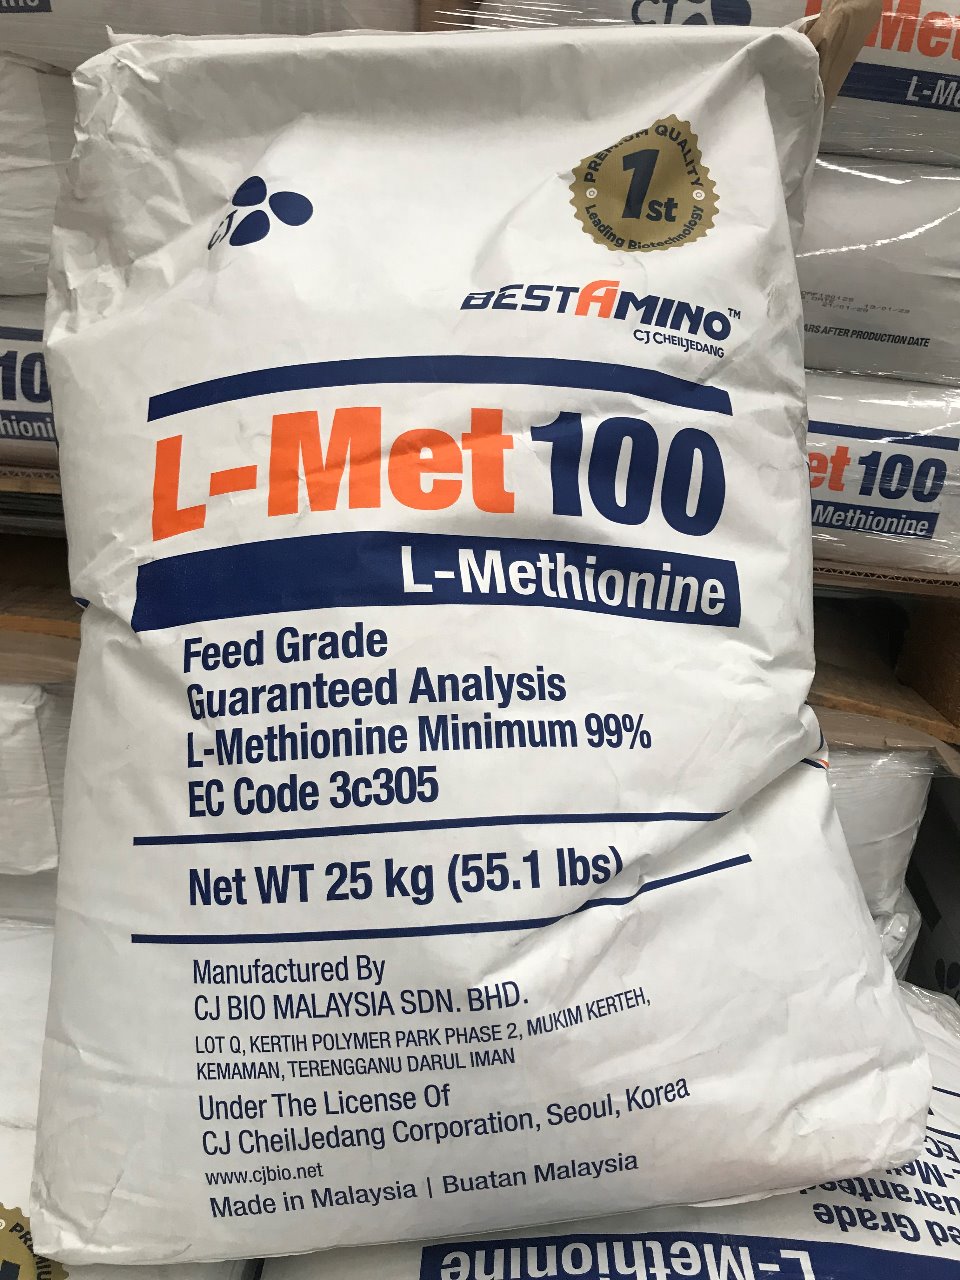 CJ
PREMIUM QUALITY
1st
Leading Biotechnology
BESTAMINO™
CJ CHEILJEDANG
L-Met 100
L-Methionine
Feed Grade
Guaranteed Analysis
L-Methionine Minimum 99%
EC Code 3c305
Net WT 25 kg (55.1 lbs)
Manufactured By
CJ BIO MALAYSIA SDN. BHD.
LOT Q, KERTIH POLYMER PARK PHASE 2, MUKIM KERTEH,
KEMAMAN, TERENGGANU DARUL IMAN
Under The License Of
CJ CheilJedang Corporation, Seoul, Korea
www.cjbio.net
Made in Malaysia | Buatan Malaysia
CJ
L-Me
AFTER PRODUCTION DATE
et 100
Methionine
10
L-Methionine